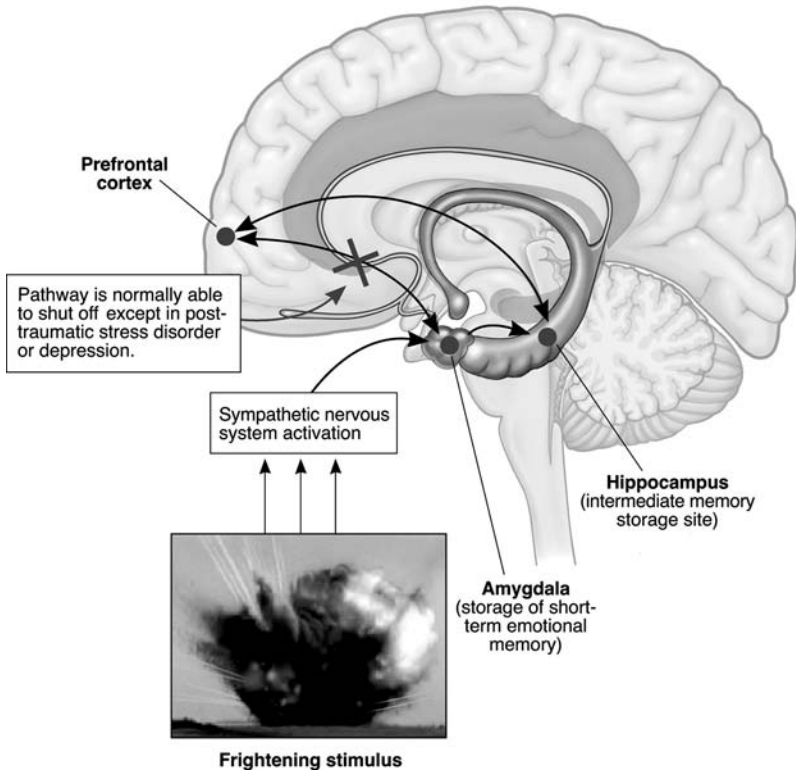 Prefrontal
cortex
Pathway is normally able
to shut off except in post-
traumatic stress disorder
or depression.
Sympathetic nervous
system activation
Hippocampus
(intermediate memory
storage site)
Amygdala
(storage of short-
term emotional
memory)
Frightening stimulus